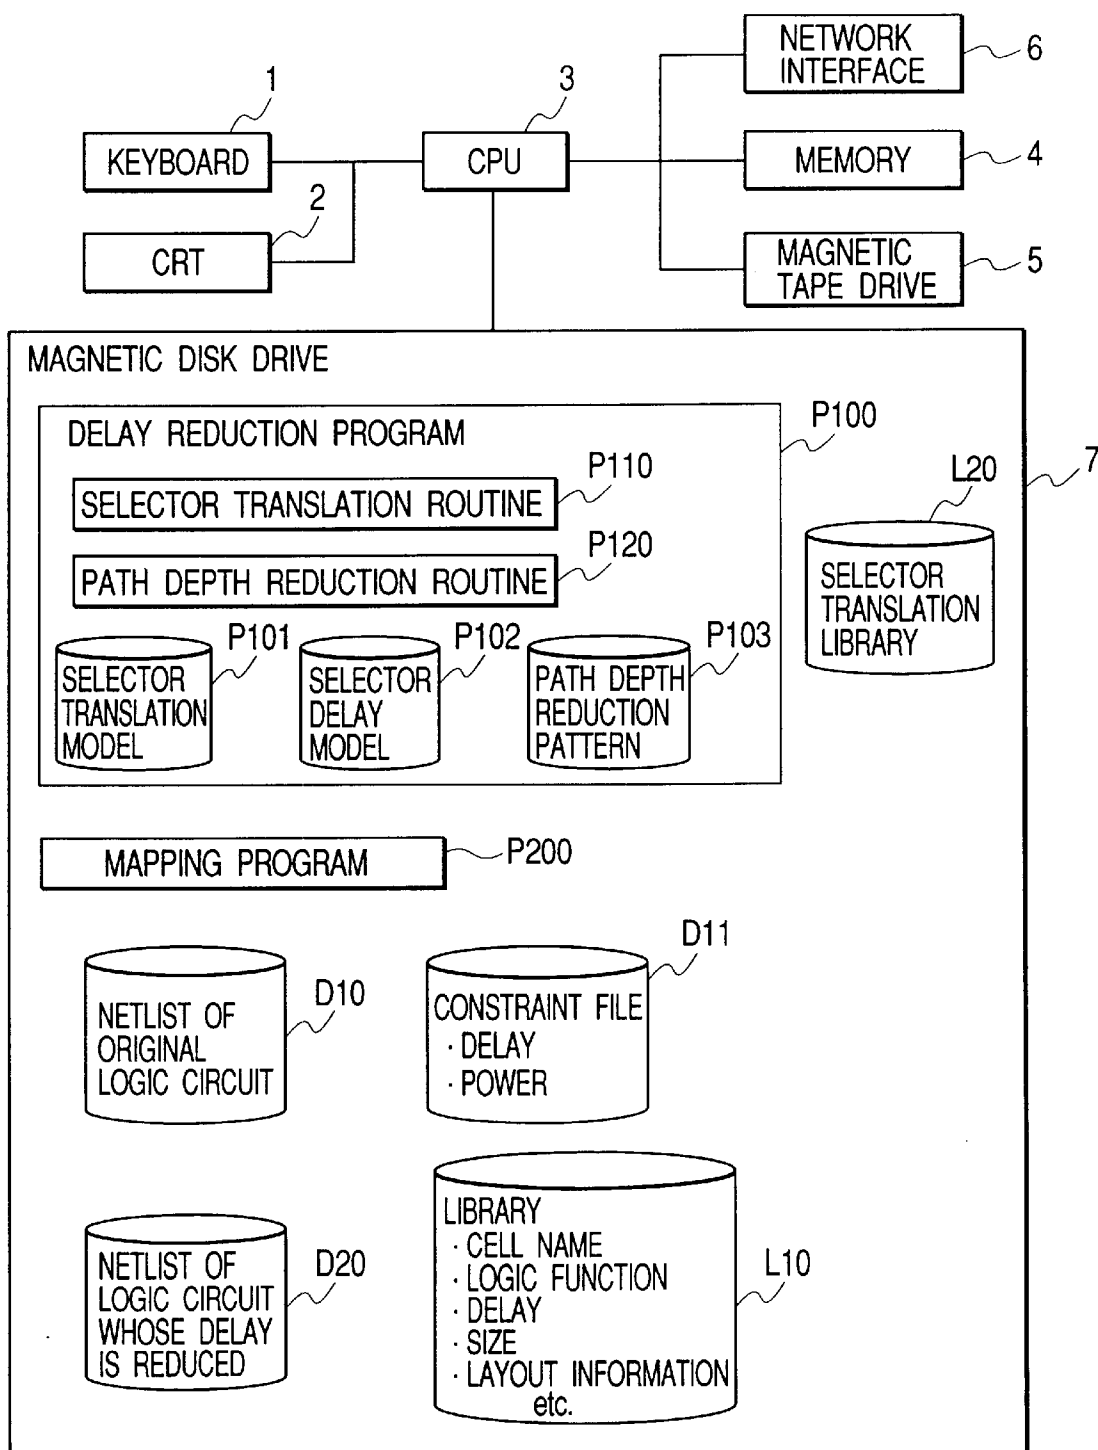 1
KEYBOARD
2
CRT
3
CPU
NETWORK
INTERFACE
6
MEMORY
4
MAGNETIC
TAPE DRIVE
5
MAGNETIC DISK DRIVE
7
DELAY REDUCTION PROGRAM
P100
SELECTOR TRANSLATION ROUTINE
P110
PATH DEPTH REDUCTION ROUTINE
P120
SELECTOR
TRANSLATION
MODEL
P101
SELECTOR
DELAY
MODEL
P102
PATH DEPTH
REDUCTION
PATTERN
P103
L20
SELECTOR
TRANSLATION
LIBRARY
MAPPING PROGRAM
P200
NETLIST OF
ORIGINAL
LOGIC CIRCUIT
D10
CONSTRAINT FILE
· DELAY
· POWER
D11
NETLIST OF
LOGIC CIRCUIT
WHOSE DELAY
IS REDUCED
D20
LIBRARY
· CELL NAME
· LOGIC FUNCTION
· DELAY
· SIZE
· LAYOUT INFORMATION
etc.
L10